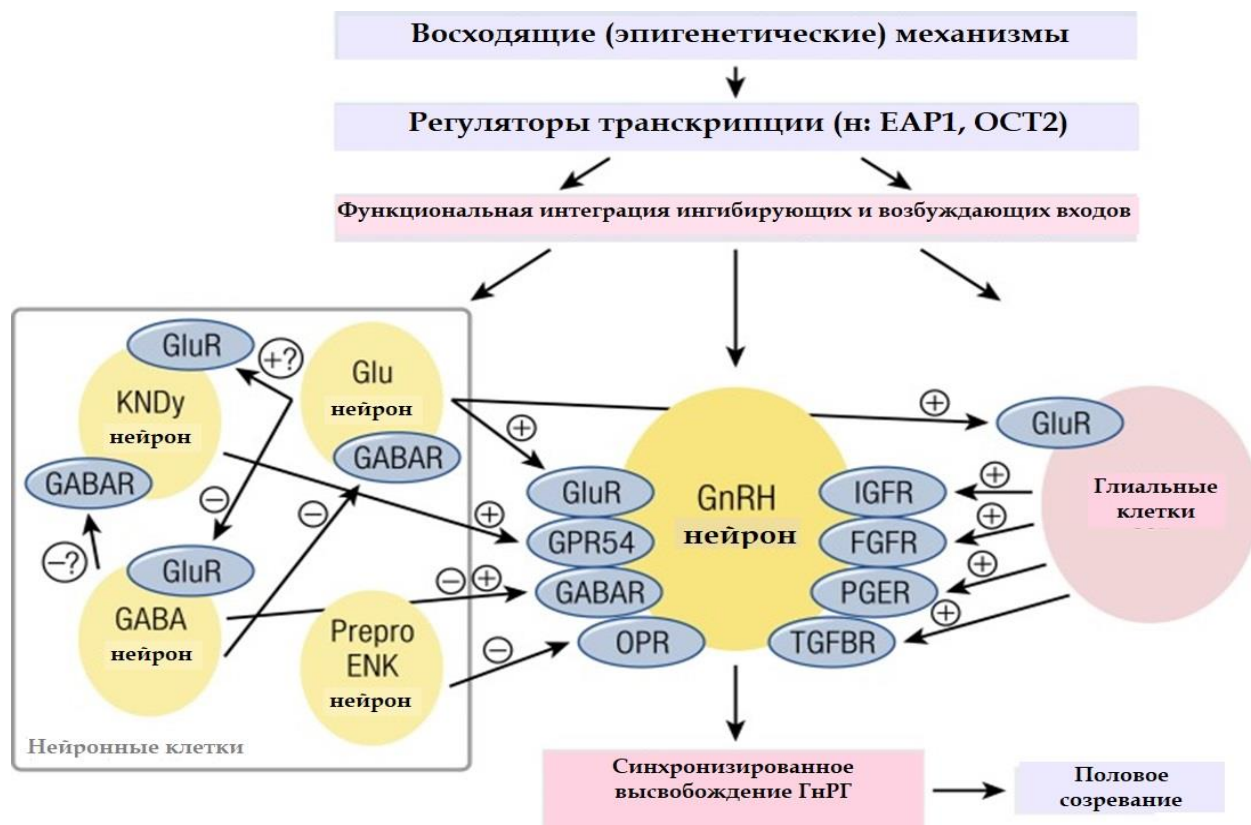 Восходящие (эпигенетические) механизмы
Регуляторы транскрипции (н: EAP1, OCT2)
Функциональная интеграция ингибирующих и возбуждающих входов
GluR
+?
KNDy
нейрон
GABAR
Glu
нейрон
GABAR
−
−
−?
GluR
GABA
нейрон
Prepro
ENK
нейрон
Нейронные клетки
+
+
− +
−
GluR
GPR54
GABAR
OPR
GnRH
нейрон
IGFR
FGFR
PGER
TGFBR
+
+
+
+
+
GluR
Глиальные
клетки
Синхронизированное
высвобождение ГнРГ
Половое
созревание